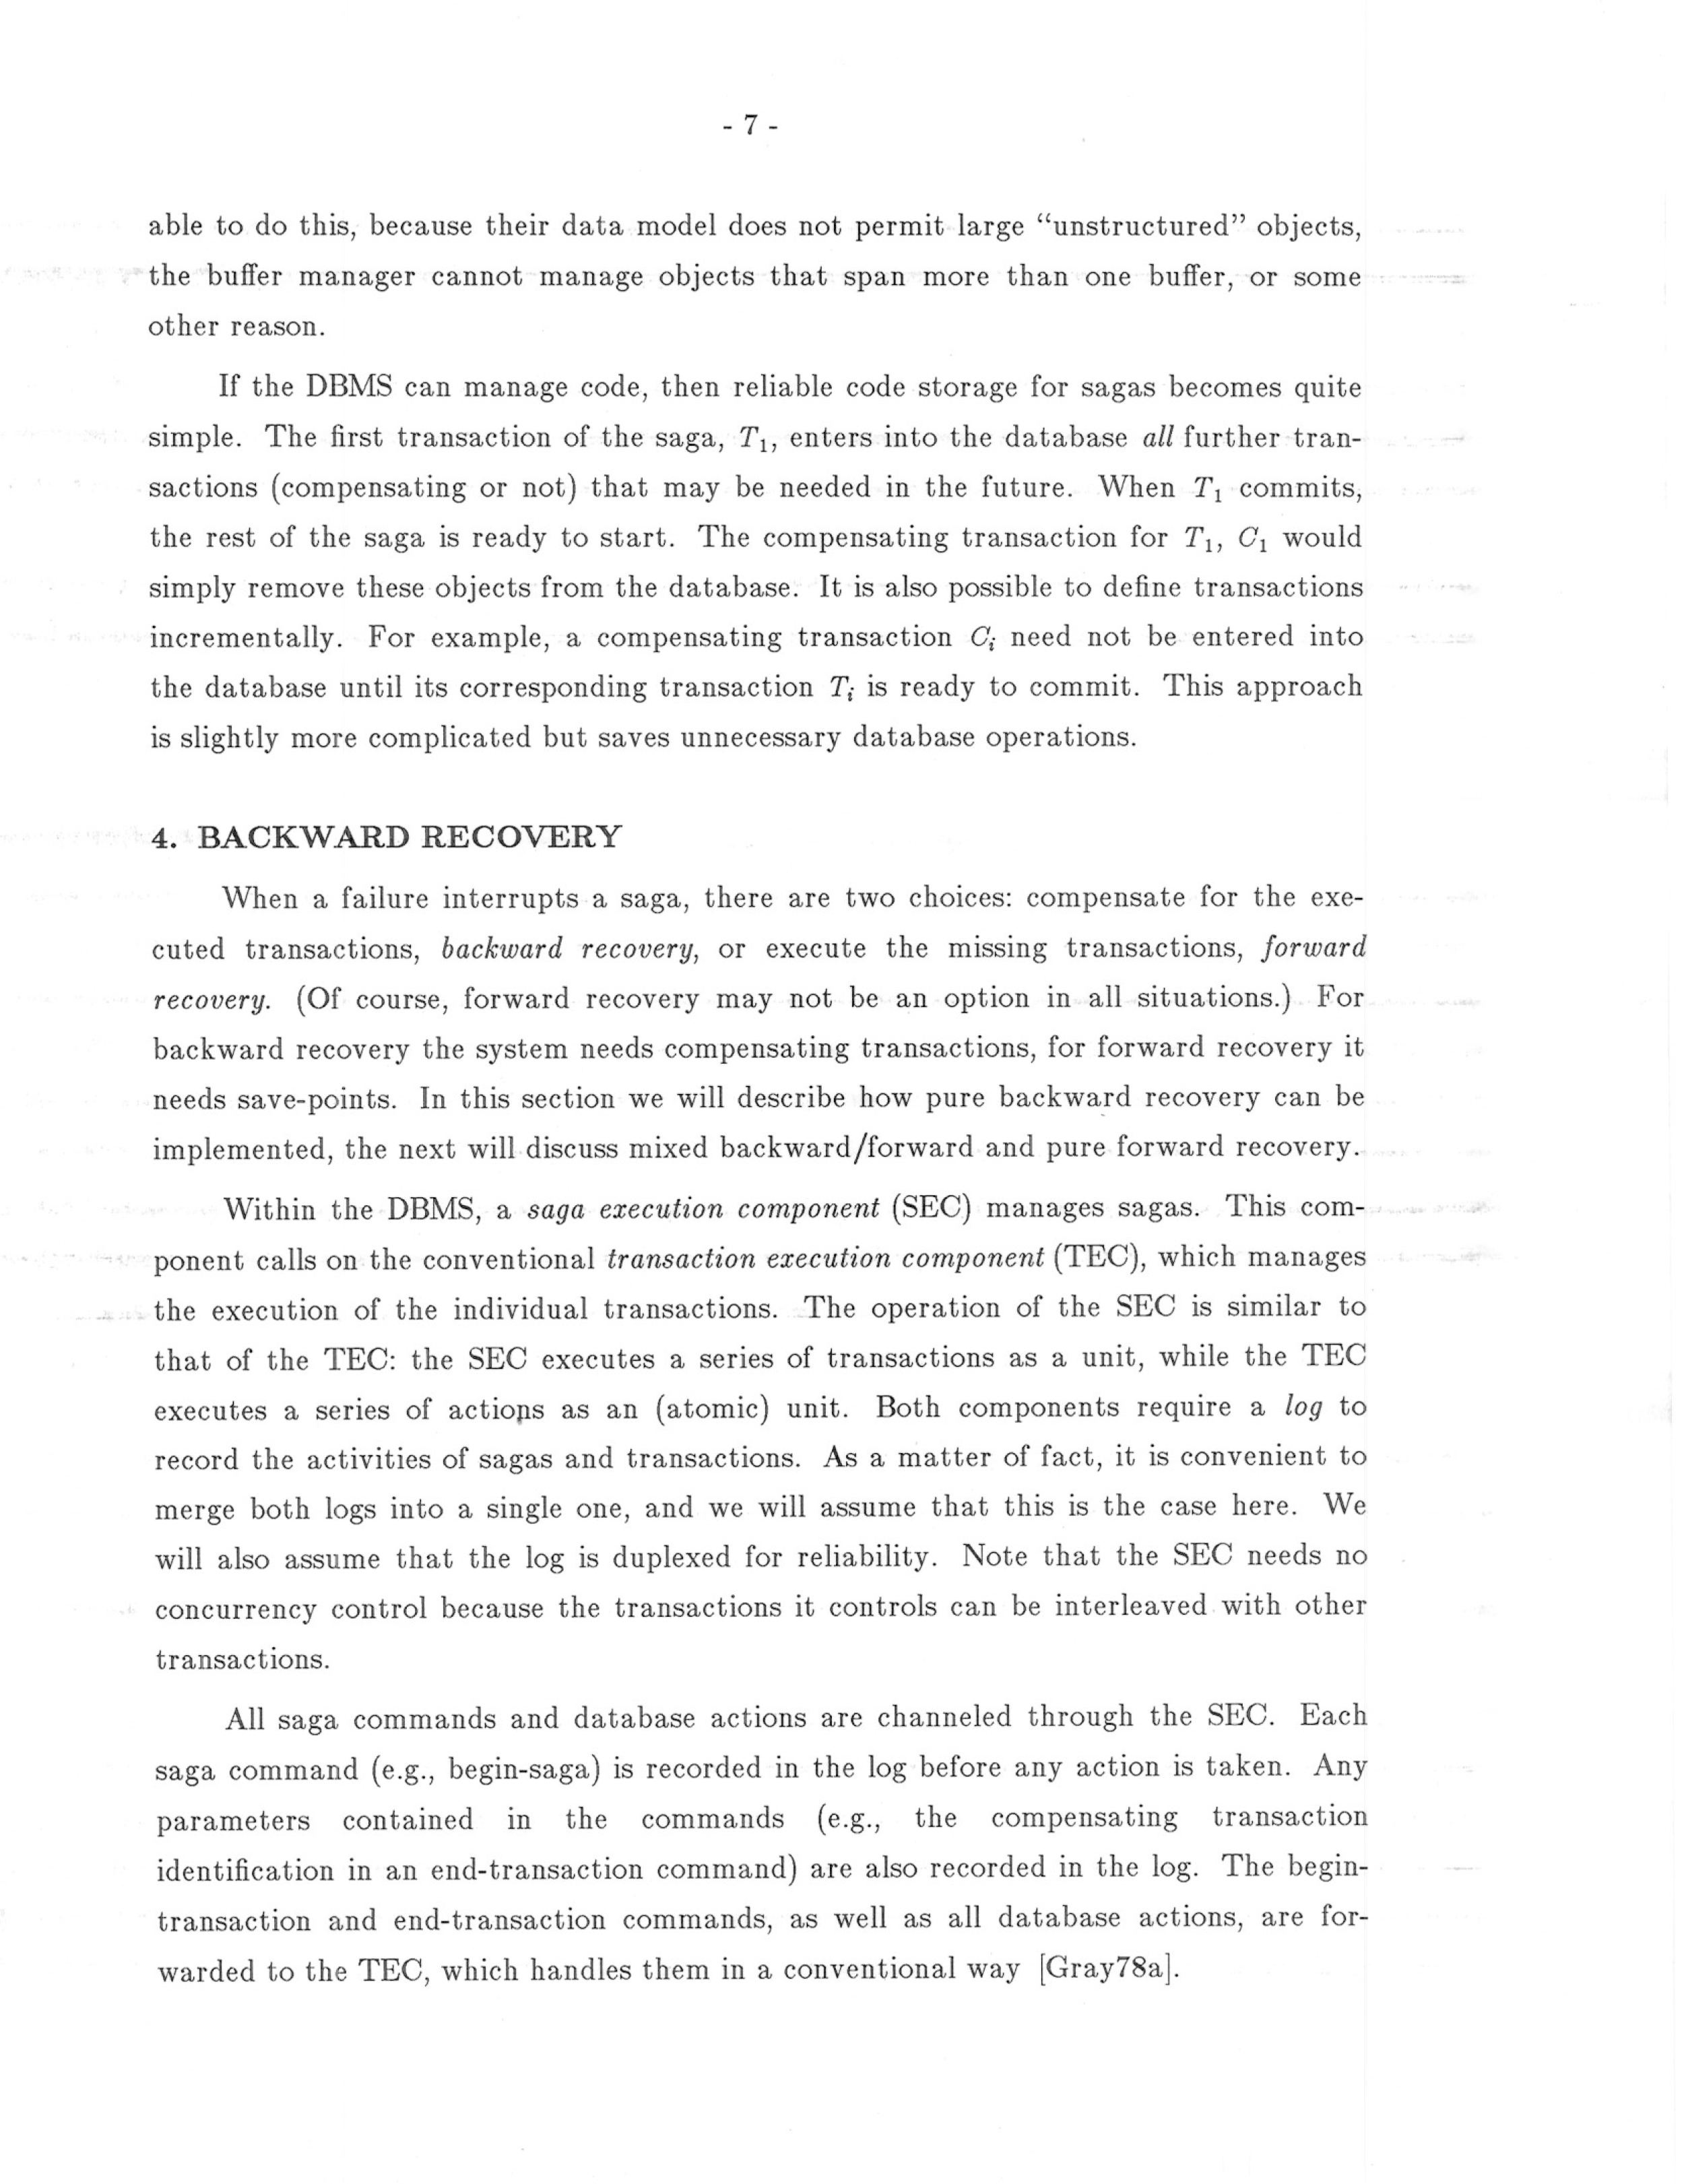 - 7 -
able to do this, because their data model does not permit large “unstructured” objects,
the buffer manager cannot manage objects that span more than one buffer, or some
other reason.
If the DBMS can manage code, then reliable code storage for sagas becomes quite
simple. The first transaction of the saga, T₁, enters into the database all further tran-
sactions (compensating or not) that may be needed in the future. When T₁ commits,
the rest of the saga is ready to start. The compensating transaction for T₁, C₁ would
simply remove these objects from the database. It is also possible to define transactions
incrementally. For example, a compensating transaction Cᵢ need not be entered into
the database until its corresponding transaction Tᵢ is ready to commit. This approach
is slightly more complicated but saves unnecessary database operations.
4. BACKWARD RECOVERY
When a failure interrupts a saga, there are two choices: compensate for the exe-
cuted transactions, backward recovery, or execute the missing transactions, forward
recovery. (Of course, forward recovery may not be an option in all situations.) For
backward recovery the system needs compensating transactions, for forward recovery it
needs save-points. In this section we will describe how pure backward recovery can be
implemented, the next will discuss mixed backward/forward and pure forward recovery.
Within the DBMS, a saga execution component (SEC) manages sagas. This com-
ponent calls on the conventional transaction execution component (TEC), which manages
the execution of the individual transactions. The operation of the SEC is similar to
that of the TEC: the SEC executes a series of transactions as a unit, while the TEC
executes a series of actions as an (atomic) unit. Both components require a log to
record the activities of sagas and transactions. As a matter of fact, it is convenient to
merge both logs into a single one, and we will assume that this is the case here. We
will also assume that the log is duplexed for reliability. Note that the SEC needs no
concurrency control because the transactions it controls can be interleaved with other
transactions.
All saga commands and database actions are channeled through the SEC. Each
saga command (e.g., begin-saga) is recorded in the log before any action is taken. Any
parameters contained in the commands (e.g., the compensating transaction
identification in an end-transaction command) are also recorded in the log. The begin-
transaction and end-transaction commands, as well as all database actions, are for-
warded to the TEC, which handles them in a conventional way [Gray78a].